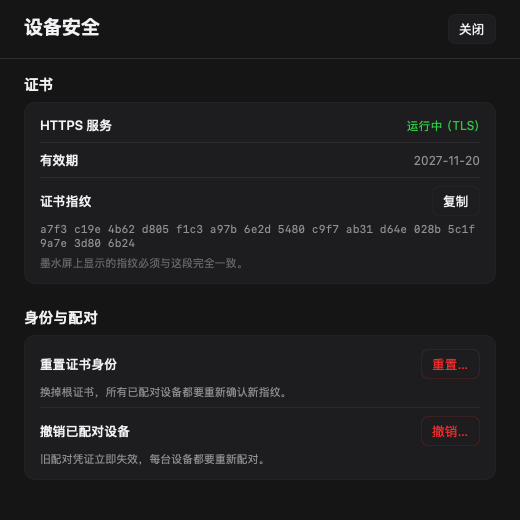 设备安全
关闭
证书
HTTPS 服务
运行中 (TLS)
有效期
2027-11-20
证书指纹
复制
a7f3 c19e 4b62 d805 f1c3 a97b 6e2d 5480 c9f7 ab31 d64e 028b 5c1f
9a7e 3d80 6b24
墨水屏上显示的指纹必须与这段完全一致。
身份与配对
重置证书身份
重置...
换掉根证书，所有已配对设备都要重新确认新指纹。
撤销已配对设备
撤销...
旧配对凭证立即失效，每台设备都要重新配对。